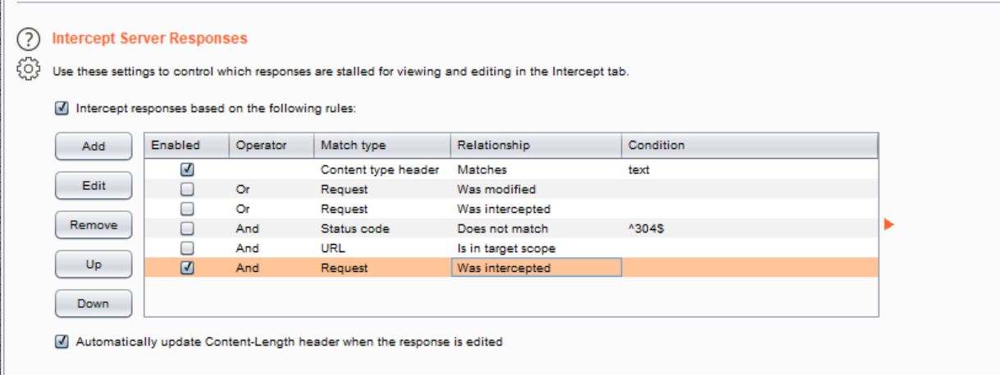 Intercept Server Responses
Use these settings to control which responses are stalled for viewing and editing in the Intercept tab.
Intercept responses based on the following rules:
Add
Edit
Remove
Up
Down
Enabled Operator Match type Relationship Condition
Content type header Matches text
Or Request Was modified
Or Request Was intercepted
And Status code Does not match ^304$
And URL Is in target scope
And Request Was intercepted
Automatically update Content-Length header when the response is edited